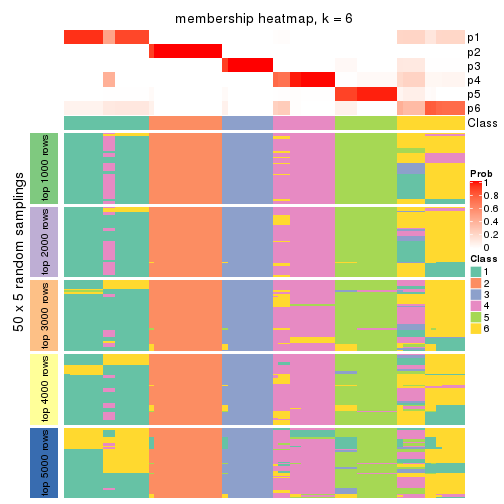 membership heatmap, k = 6
p1
p2
p3
p4
p5
p6
Class
50 x 5 random samplings
top 1000 rows
top 2000 rows
top 3000 rows
top 4000 rows
top 5000 rows
Prob
1
0.8
0.6
0.4
0.2
0
Class
1
2
3
4
5
6